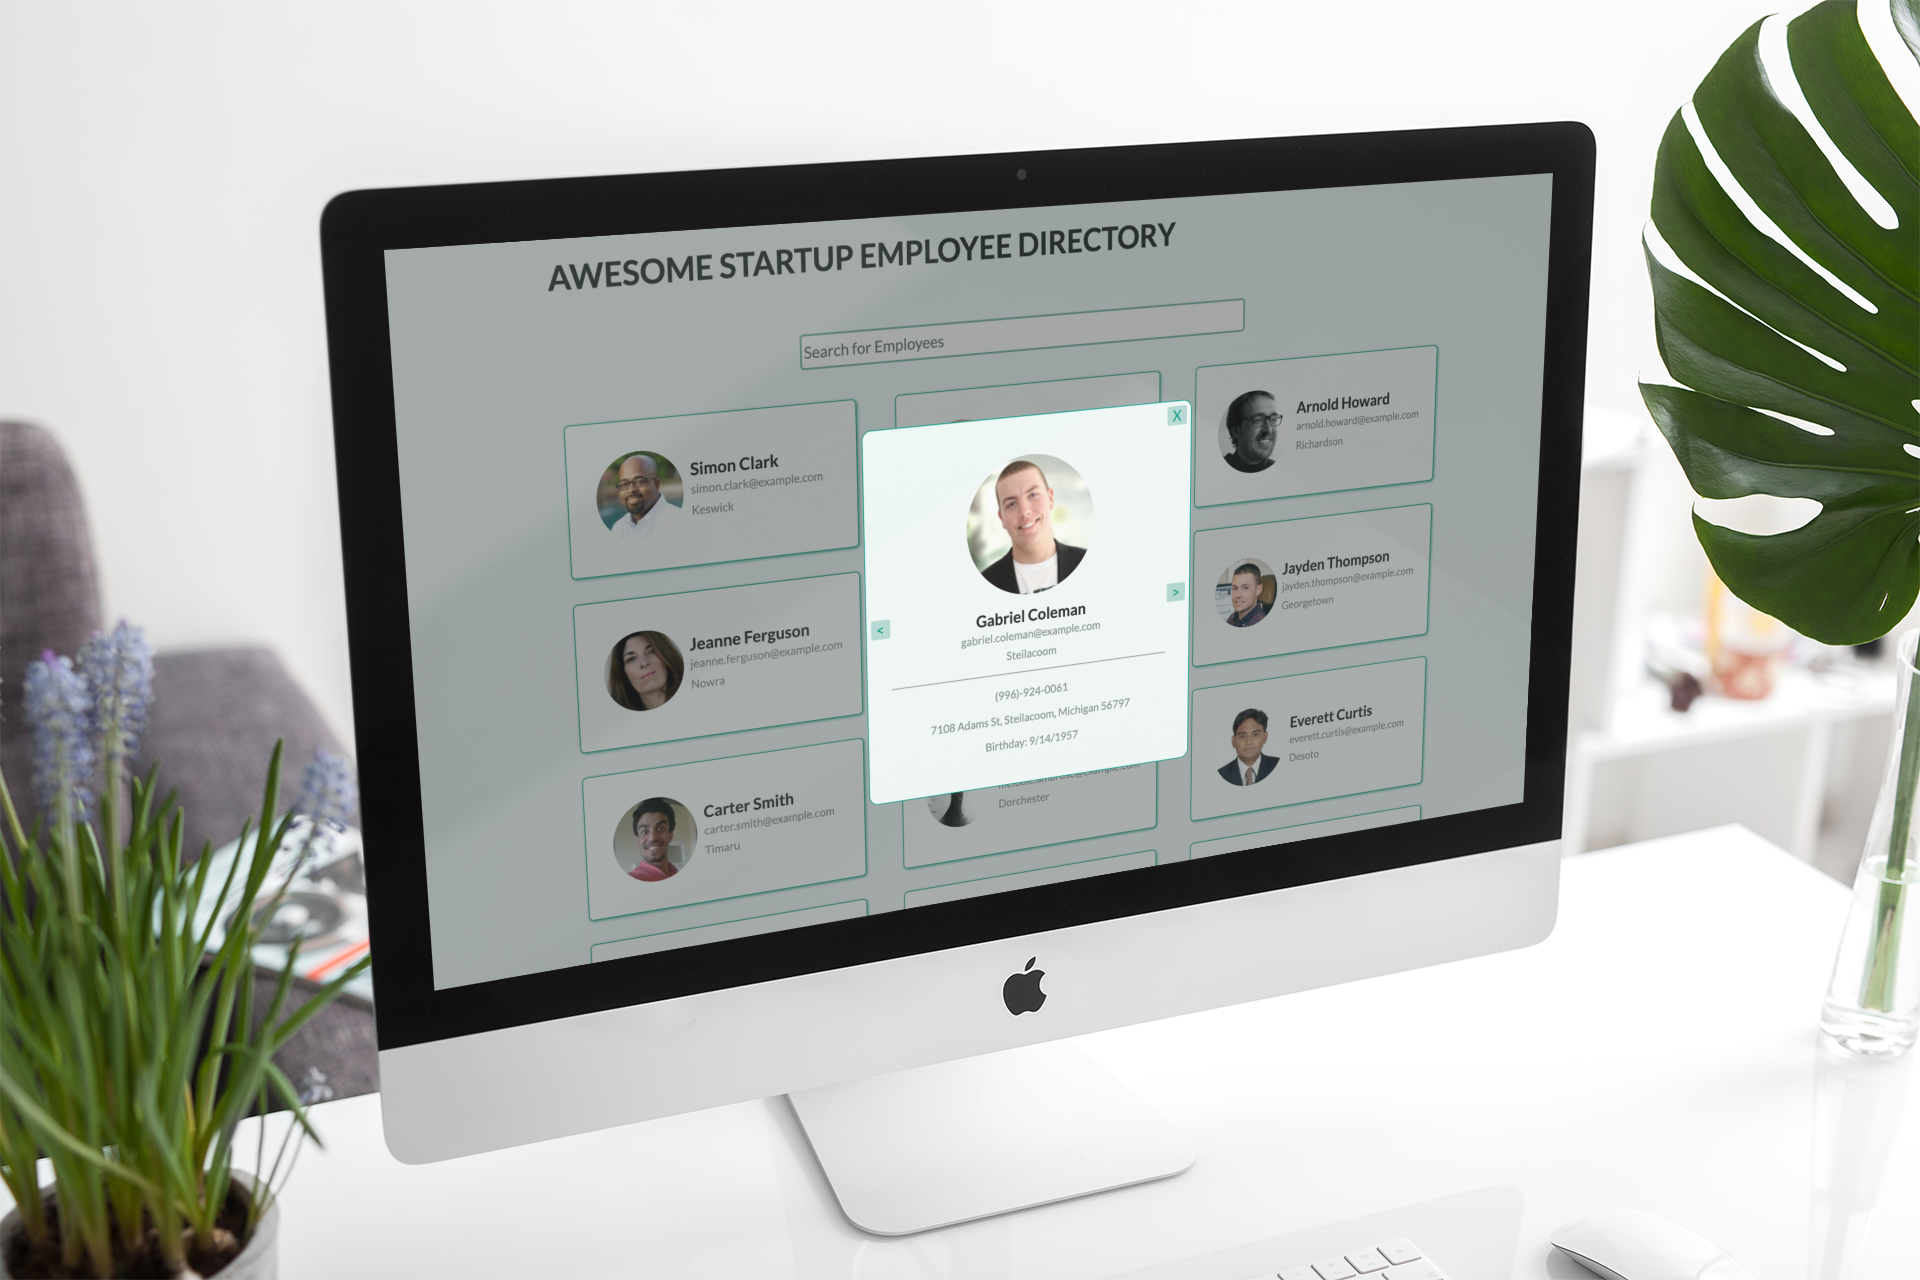 AWESOME STARTUP EMPLOYEE DIRECTORY
Search for Employees
Simon Clark
simon.clark@example.com
Keswick
Arnold Howard
arnold.howard@example.com
Richardson
X
Gabriel Coleman
gabriel.coleman@example.com
Steilacoom
(996)-924-0061
7108 Adams St, Steilacoom, Michigan 56797
Birthday: 9/14/1957
<
>
Jeanne Ferguson
jeanne.ferguson@example.com
Nowra
Jayden Thompson
jayden.thompson@example.com
Georgetown
Carter Smith
carter.smith@example.com
Timaru
Dorchester
Everett Curtis
everett.curtis@example.com
Desoto